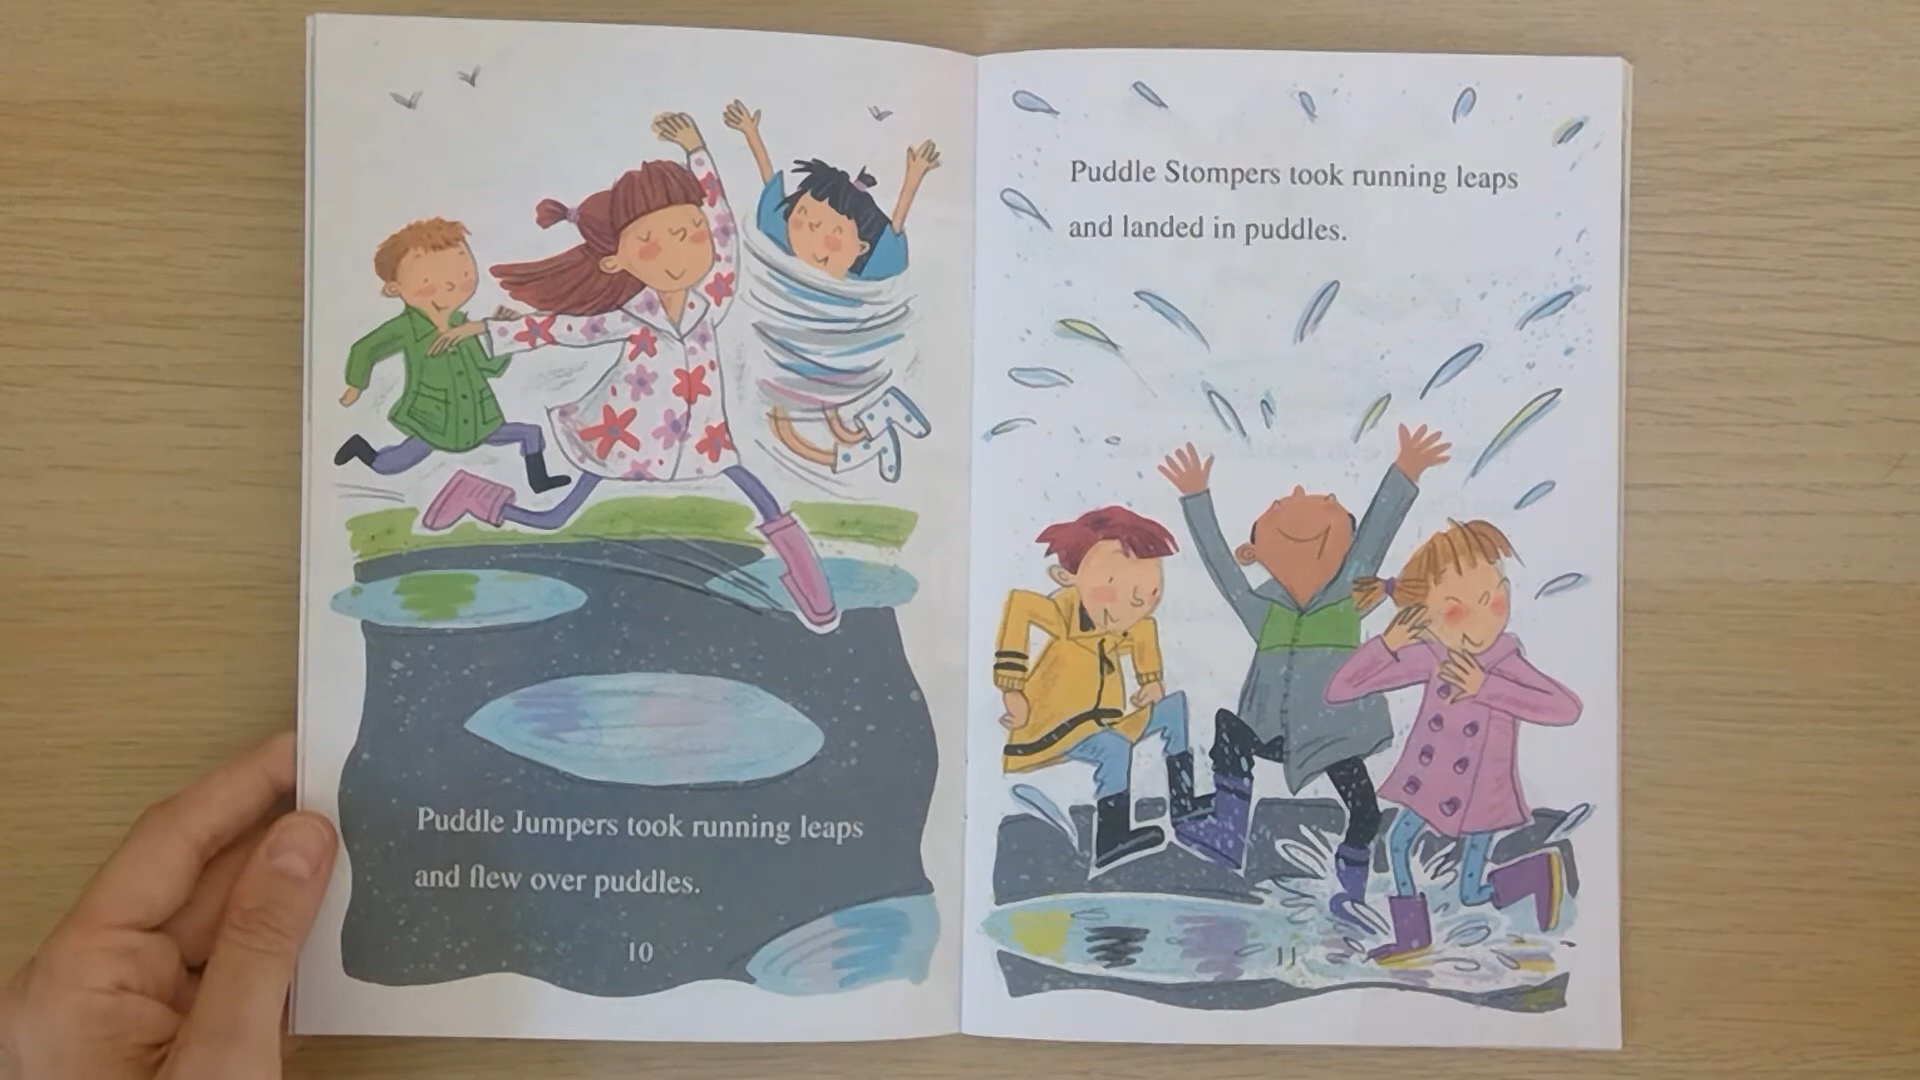 Puddle Jumpers took running leaps
and flew over puddles.
10
Puddle Stompers took running leaps
and landed in puddles.
11